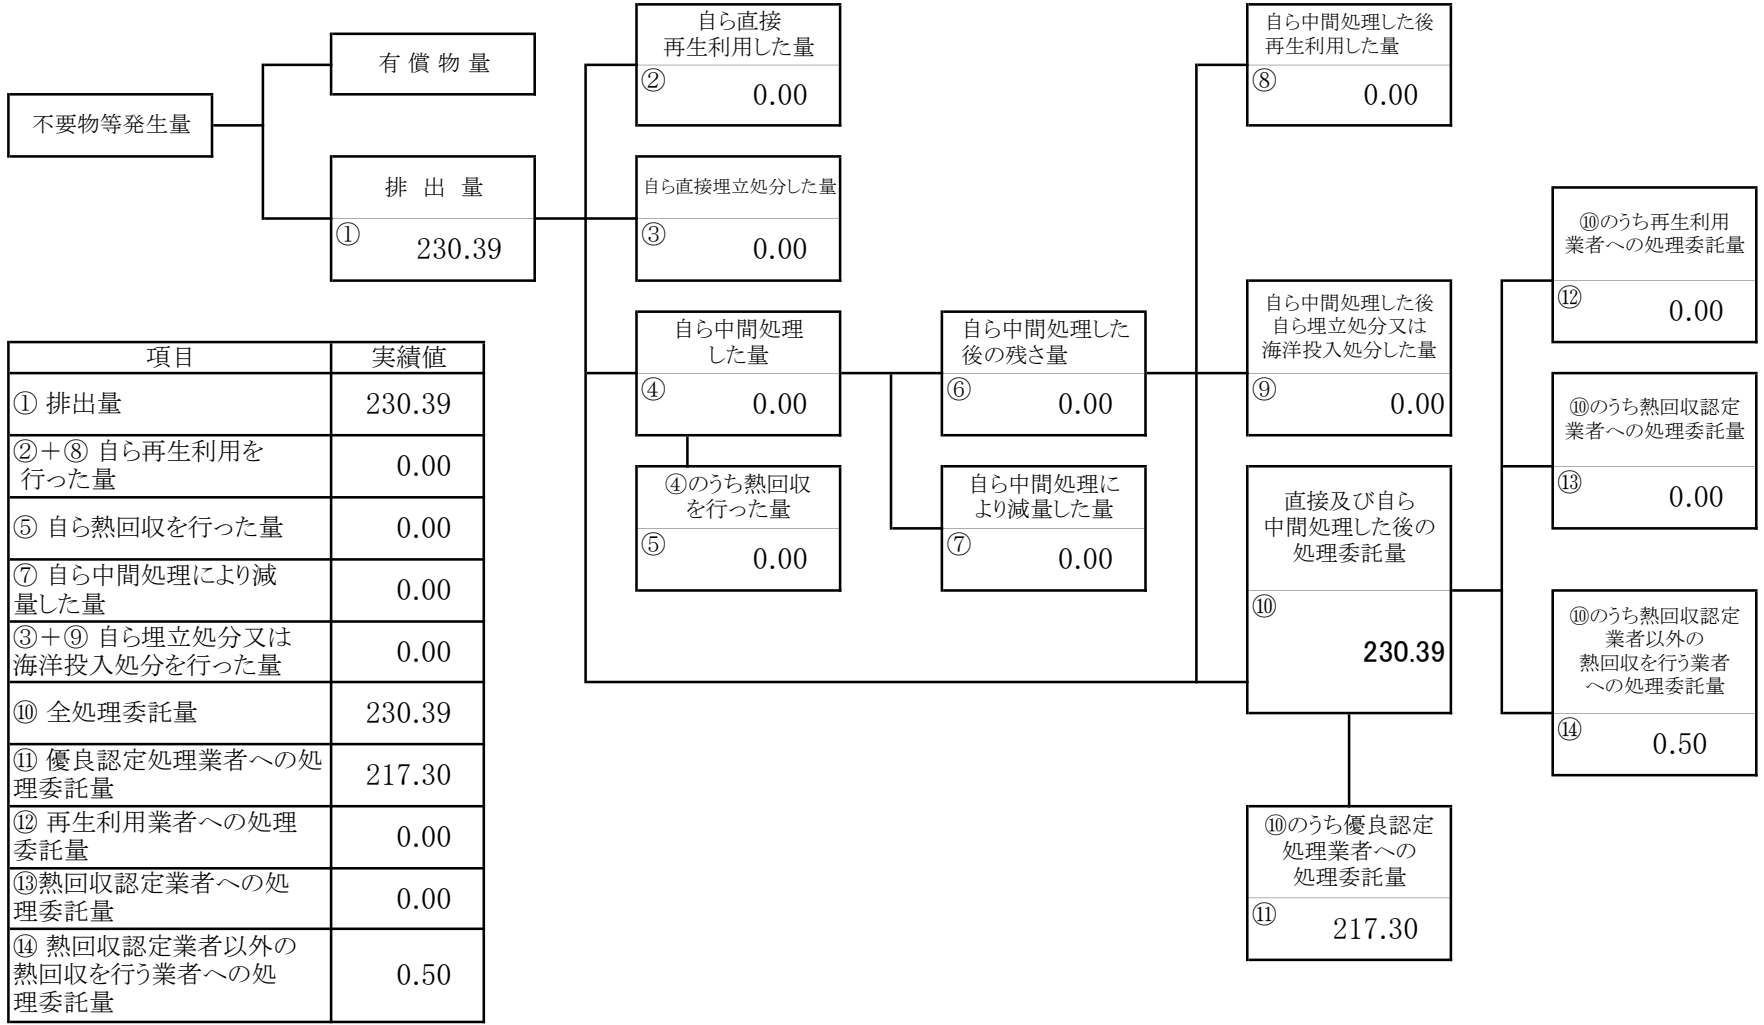 不要物等発生量
有 償 物 量
排 出 量
①
230.39
自ら直接
再生利用した量
②
0.00
自ら直接埋立処分した量
③
0.00
自ら中間処理
した量
④
0.00
④のうち熱回収
を行った量
⑤
0.00
自ら中間処理した
後の残さ量
⑥
0.00
自ら中間処理に
より減量した量
⑦
0.00
自ら中間処理した後
再生利用した量
⑧
0.00
自ら中間処理した後
自ら埋立処分又は
海洋投入処分した量
⑨
0.00
直接及び自ら
中間処理した後の
処理委託量
⑩
230.39
⑩のうち優良認定
処理業者への
処理委託量
⑪
217.30
⑩のうち再生利用
業者への処理委託量
⑫
0.00
⑩のうち熱回収認定
業者への処理委託量
⑬
0.00
⑩のうち熱回収認定
業者以外の
熱回収を行う業者
への処理委託量
⑭
0.50
項目 実績値
① 排出量 230.39
②＋⑧ 自ら再生利用を
行った量 0.00
⑤ 自ら熱回収を行った量 0.00
⑦ 自ら中間処理により減
量した量 0.00
③＋⑨ 自ら埋立処分又は
海洋投入処分を行った量 0.00
⑩ 全処理委託量 230.39
⑪ 優良認定処理業者への処
理委託量 217.30
⑫ 再生利用業者への処理
委託量 0.00
⑬熱回収認定業者への処
理委託量 0.00
⑭ 熱回収認定業者以外の
熱回収を行う業者への処
理委託量 0.50